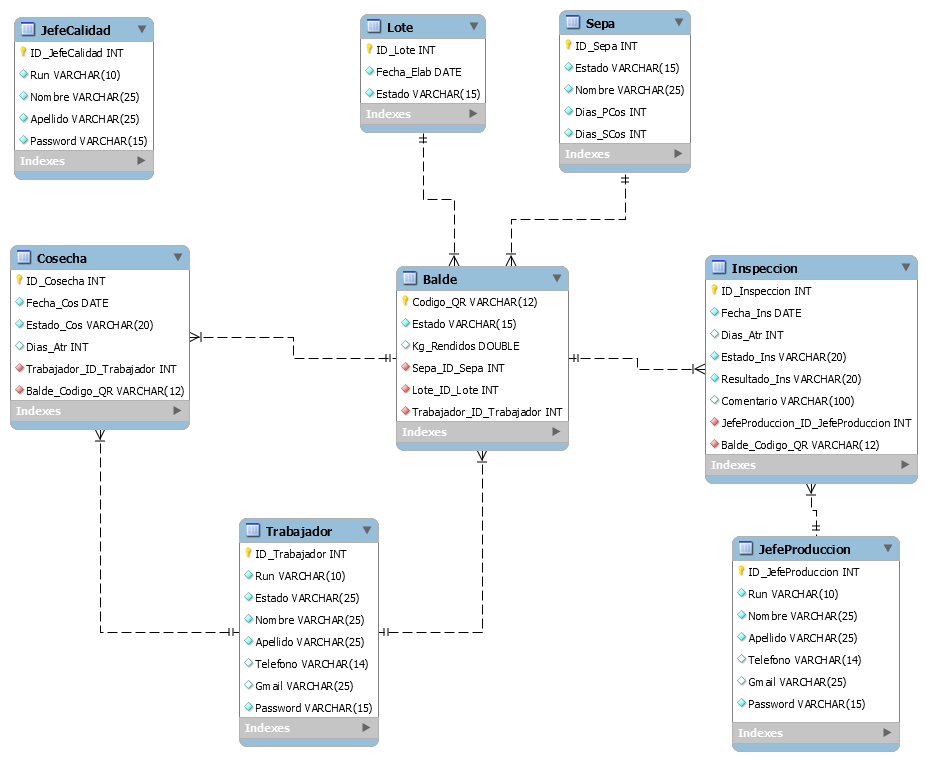 JefeCalidad
ID_JefeCalidad INT
Run VARCHAR(10)
Nombre VARCHAR(25)
Apellido VARCHAR(25)
Password VARCHAR(15)
Indexes
Lote
ID_Lote INT
Fecha_Elab DATE
Estado VARCHAR(15)
Indexes
Sepa
ID_Sepa INT
Estado VARCHAR(15)
Nombre VARCHAR(25)
Dias_PCos INT
Dias_SCos INT
Indexes
Cosecha
ID_Cosecha INT
Fecha_Cos DATE
Estado_Cos VARCHAR(20)
Dias_Atr INT
Trabajador_ID_Trabajador INT
Balde_Codigo_QR VARCHAR(12)
Indexes
Balde
Codigo_QR VARCHAR(12)
Estado VARCHAR(15)
Kg_Rendidos DOUBLE
Sepa_ID_Sepa INT
Lote_ID_Lote INT
Trabajador_ID_Trabajador INT
Indexes
Inspeccion
ID_Inspeccion INT
Fecha_Ins DATE
Dias_Atr INT
Estado_Ins VARCHAR(20)
Resultado_Ins VARCHAR(20)
Comentario VARCHAR(100)
JefeProduccion_ID_JefeProduccion INT
Balde_Codigo_QR VARCHAR(12)
Indexes
Trabajador
ID_Trabajador INT
Run VARCHAR(10)
Estado VARCHAR(25)
Nombre VARCHAR(25)
Apellido VARCHAR(25)
Telefono VARCHAR(14)
Gmail VARCHAR(25)
Password VARCHAR(15)
Indexes
JefeProduccion
ID_JefeProduccion INT
Run VARCHAR(10)
Nombre VARCHAR(25)
Apellido VARCHAR(25)
Telefono VARCHAR(14)
Gmail VARCHAR(25)
Password VARCHAR(15)
Indexes